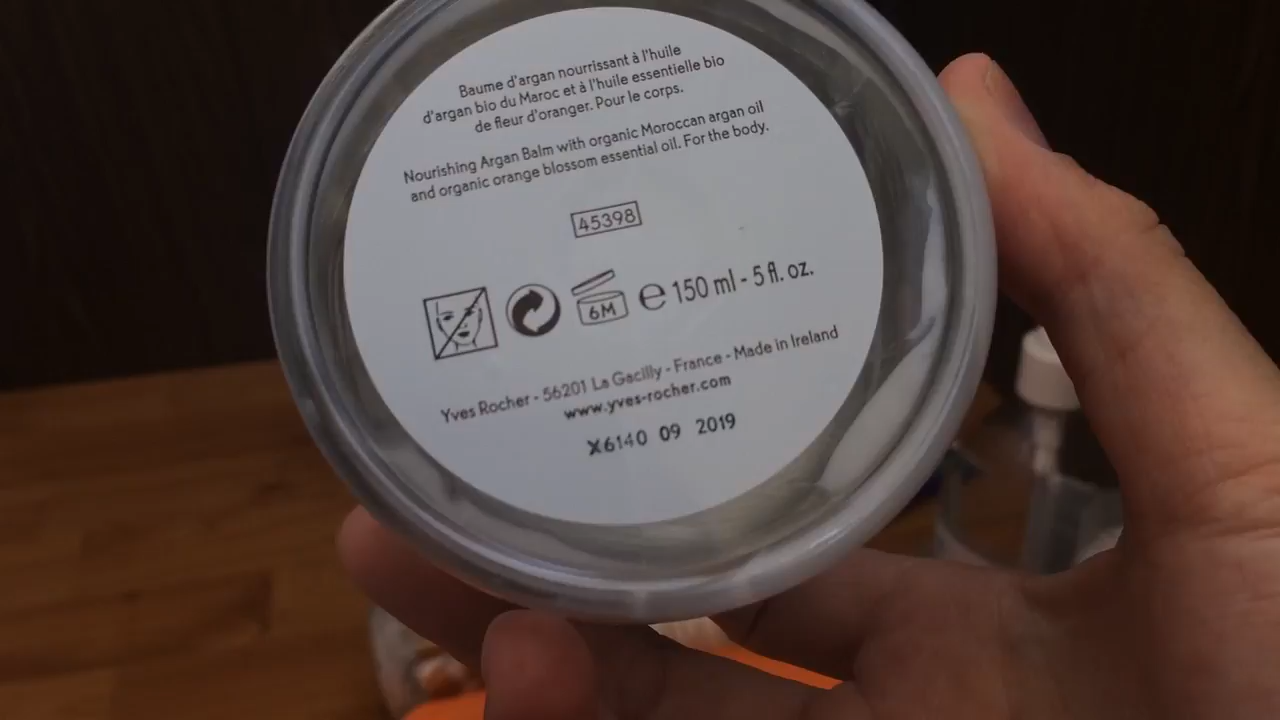 Baume d'argan nourrissant à l'huile
d'argan bio du Maroc et à l'huile essentielle bio
de fleur d'oranger. Pour le corps.
Nourishing Argan Balm with organic Moroccan argan oil
and organic orange blossom essential oil. For the body.
45398
6M e 150 ml - 5 fl. oz.
Yves Rocher - 56201 La Gacilly - France - Made in Ireland
www.yves-rocher.com
X6140 09 2019